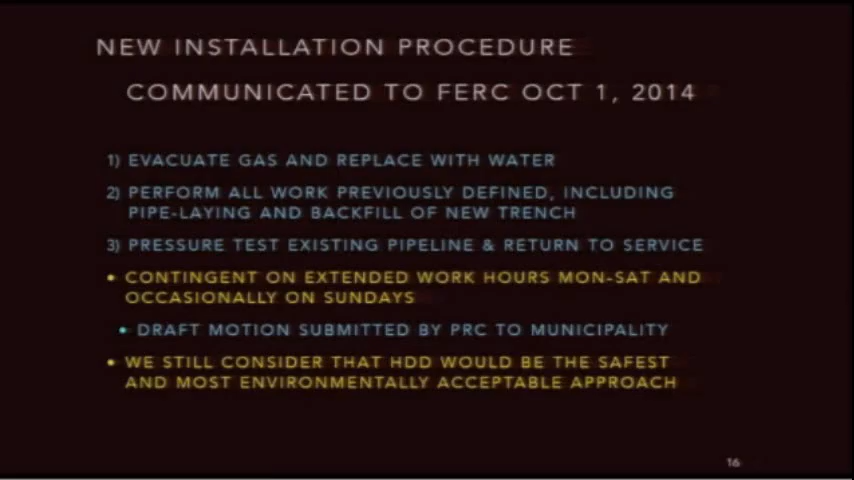 NEW INSTALLATION PROCEDURE
COMMUNICATED TO FERC OCT 1, 2014
1) EVACUATE GAS AND REPLACE WITH WATER
2) PERFORM ALL WORK PREVIOUSLY DEFINED, INCLUDING
PIPE-LAYING AND BACKFILL OF NEW TRENCH
3) PRESSURE TEST EXISTING PIPELINE & RETURN TO SERVICE
• CONTINGENT ON EXTENDED WORK HOURS MON-SAT AND
OCCASIONALLY ON SUNDAYS
• DRAFT MOTION SUBMITTED BY PRC TO MUNICIPALITY
• WE STILL CONSIDER THAT HDD WOULD BE THE SAFEST
AND MOST ENVIRONMENTALLY ACCEPTABLE APPROACH
16